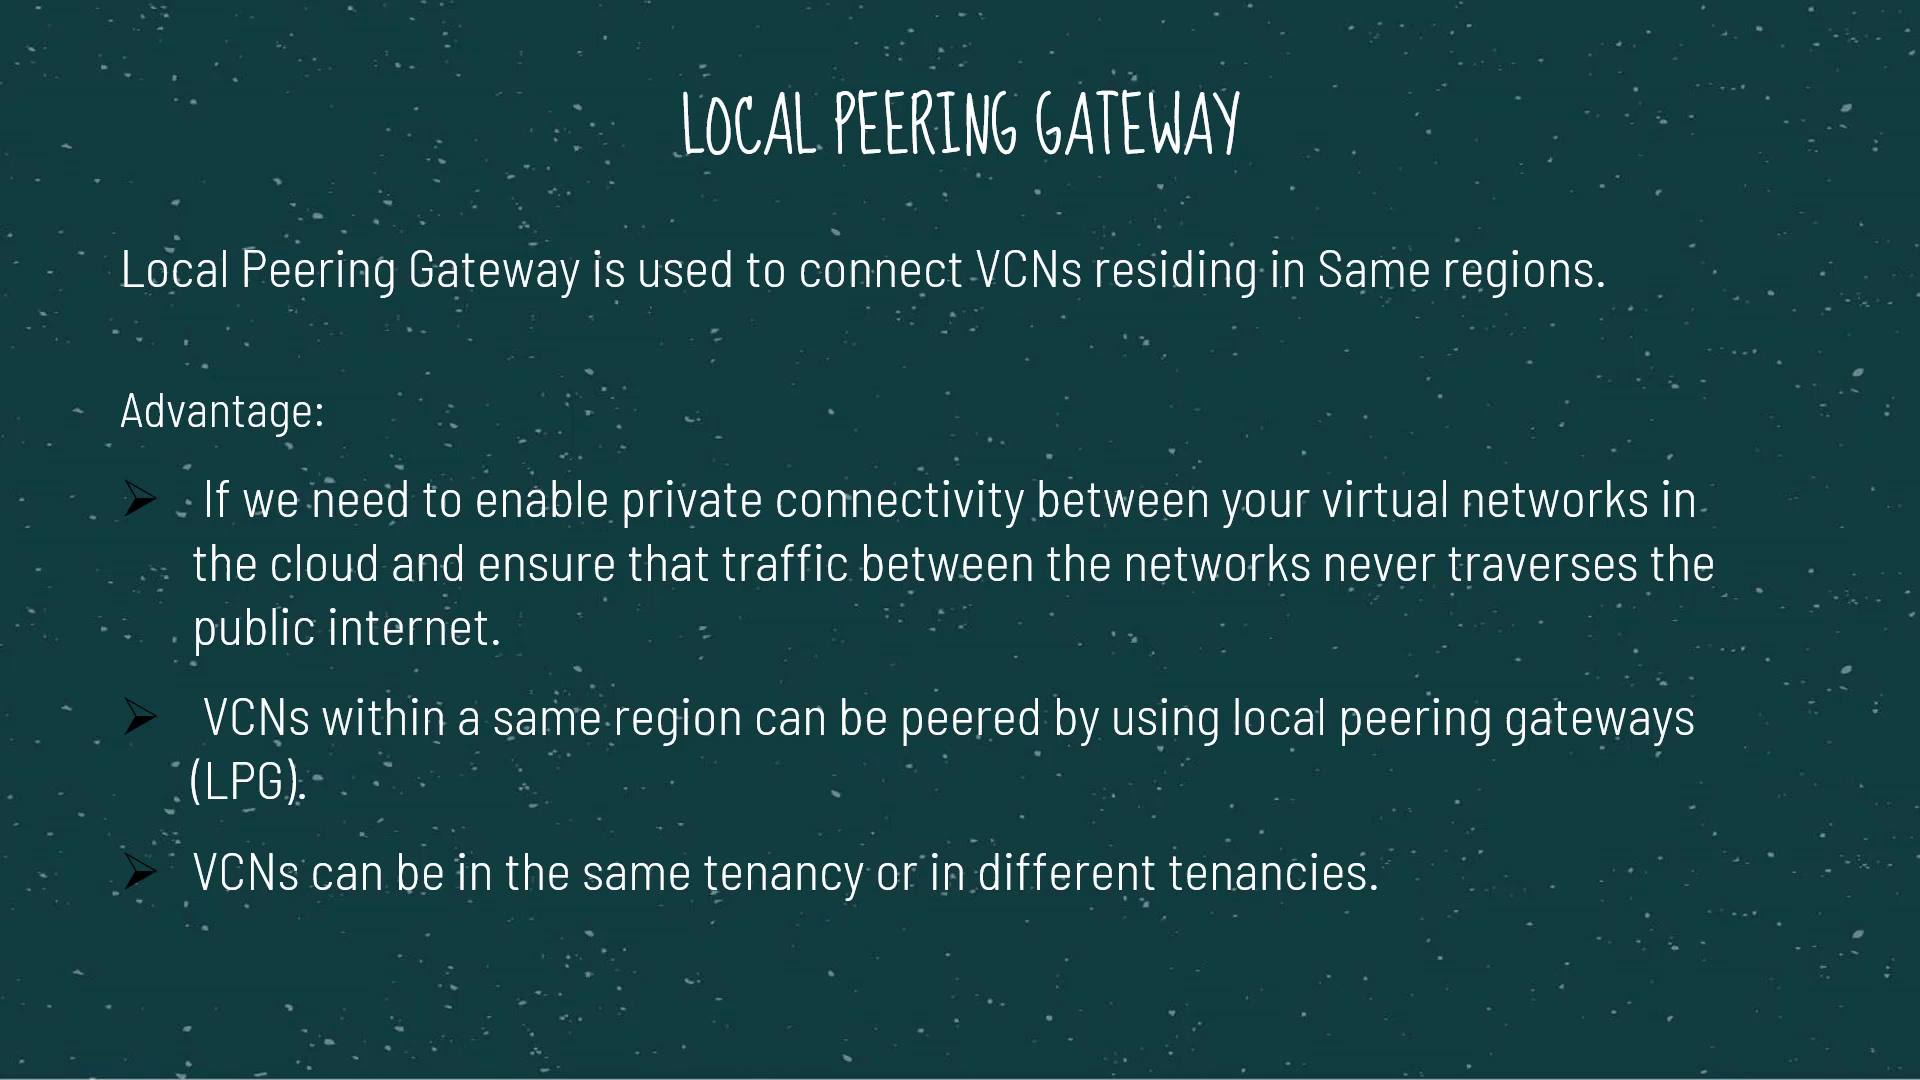 LOCAL PEERING GATEWAY
Local Peering Gateway is used to connect VCNs residing in Same regions.
Advantage:
➢ If we need to enable private connectivity between your virtual networks in
the cloud and ensure that traffic between the networks never traverses the
public internet.
➢ VCNs within a same region can be peered by using local peering gateways
(LPG).
➢ VCNs can be in the same tenancy or in different tenancies.